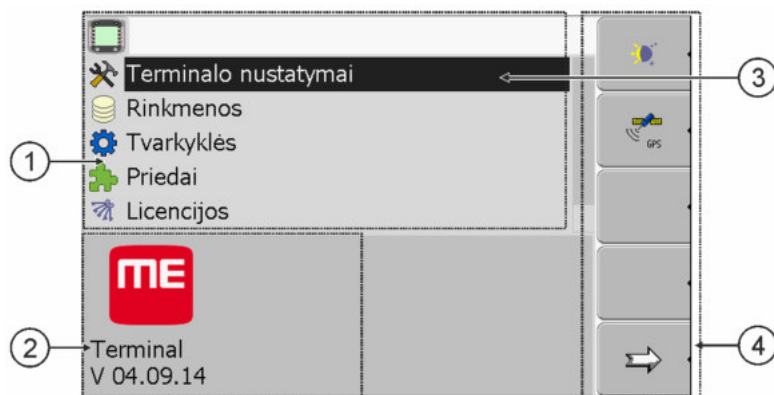 Terminalo nustatymai
Rinkmenos
Tvarkyklės
Priedai
Licencijos
ME
Terminal
V 04.09.14
GPS
1
2
3
4